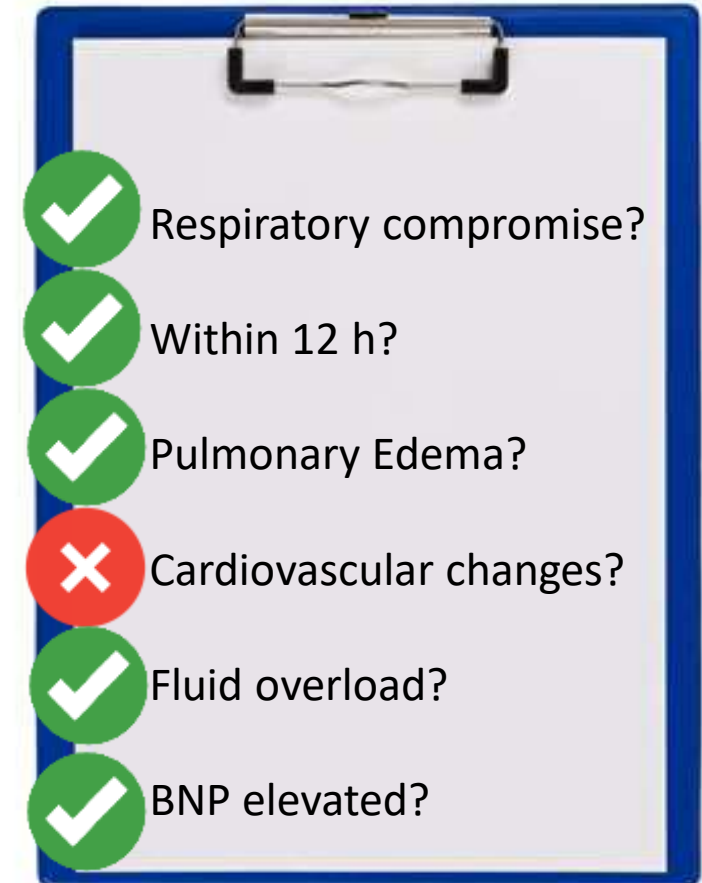 Respiratory compromise?
Within 12 h?
Pulmonary Edema?
Cardiovascular changes?
Fluid overload?
BNP elevated?